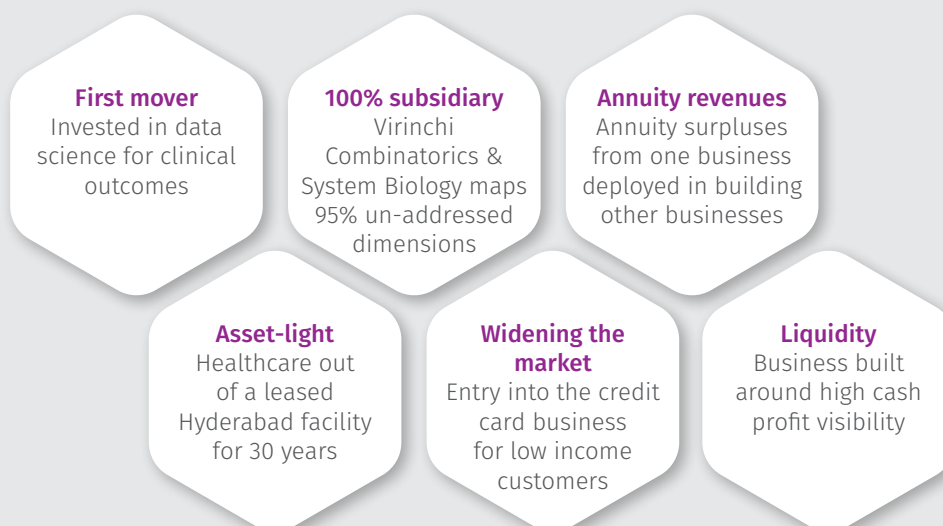 First mover
Invested in data
science for clinical
outcomes
100% subsidiary
Virinchi
Combinatorics &
System Biology maps
95% un-addressed
dimensions
Annuity revenues
Annuity surpluses
from one business
deployed in building
other businesses
Asset-light
Healthcare out
of a leased
Hyderabad facility
for 30 years
Widening the
market
Entry into the credit
card business
for low income
customers
Liquidity
Business built
around high cash
profit visibility